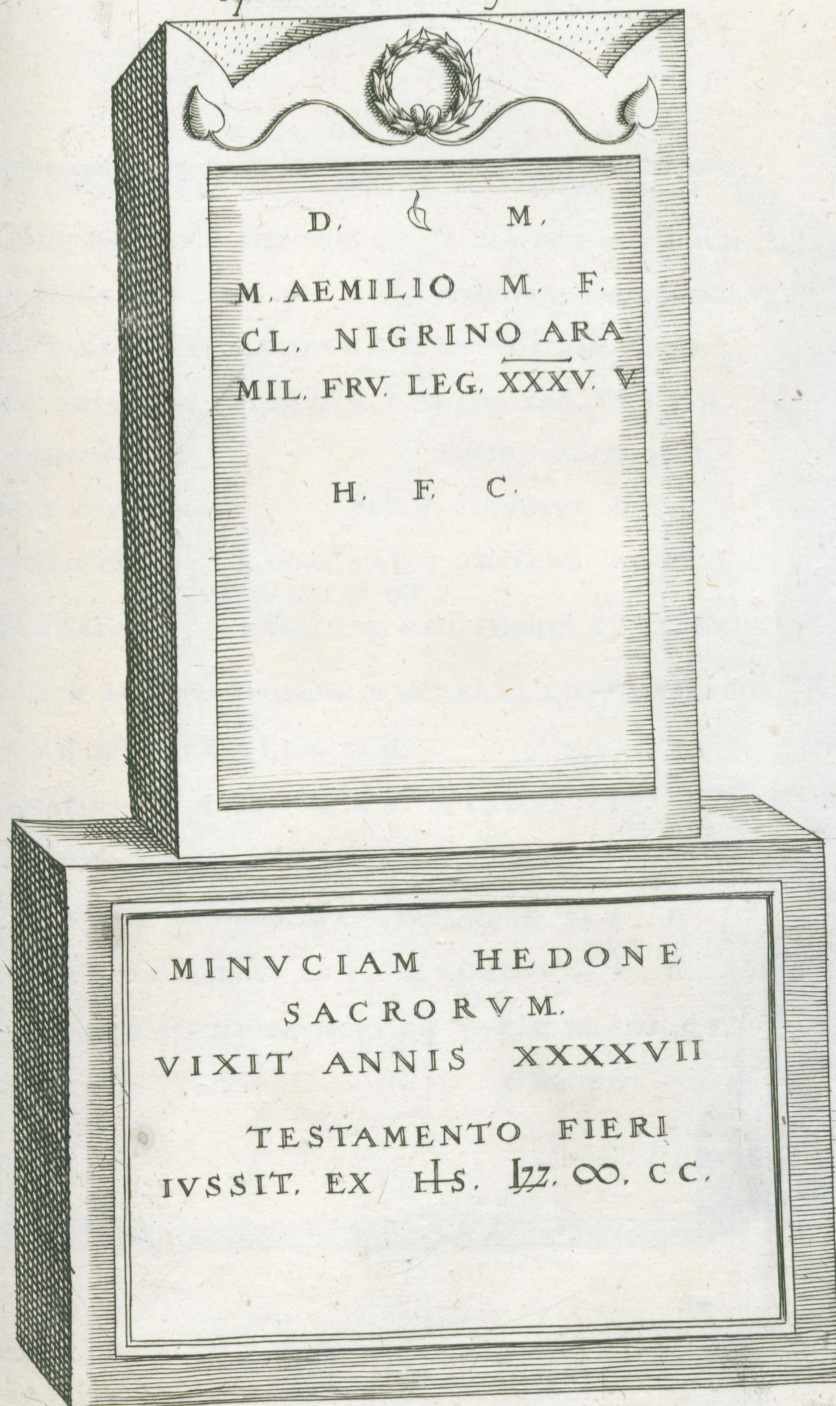 D. M.
M. AEMILIO M. F.
CL. NIGRINO ARA
MIL. FRV. LEG. XXXV. V
H. F. C.
MINVCIAM HEDONE
SACRORVM.
VIXIT ANNIS XXXXVII
TESTAMENTO FIERI
IVSSIT. EX HS. ∞. CC.